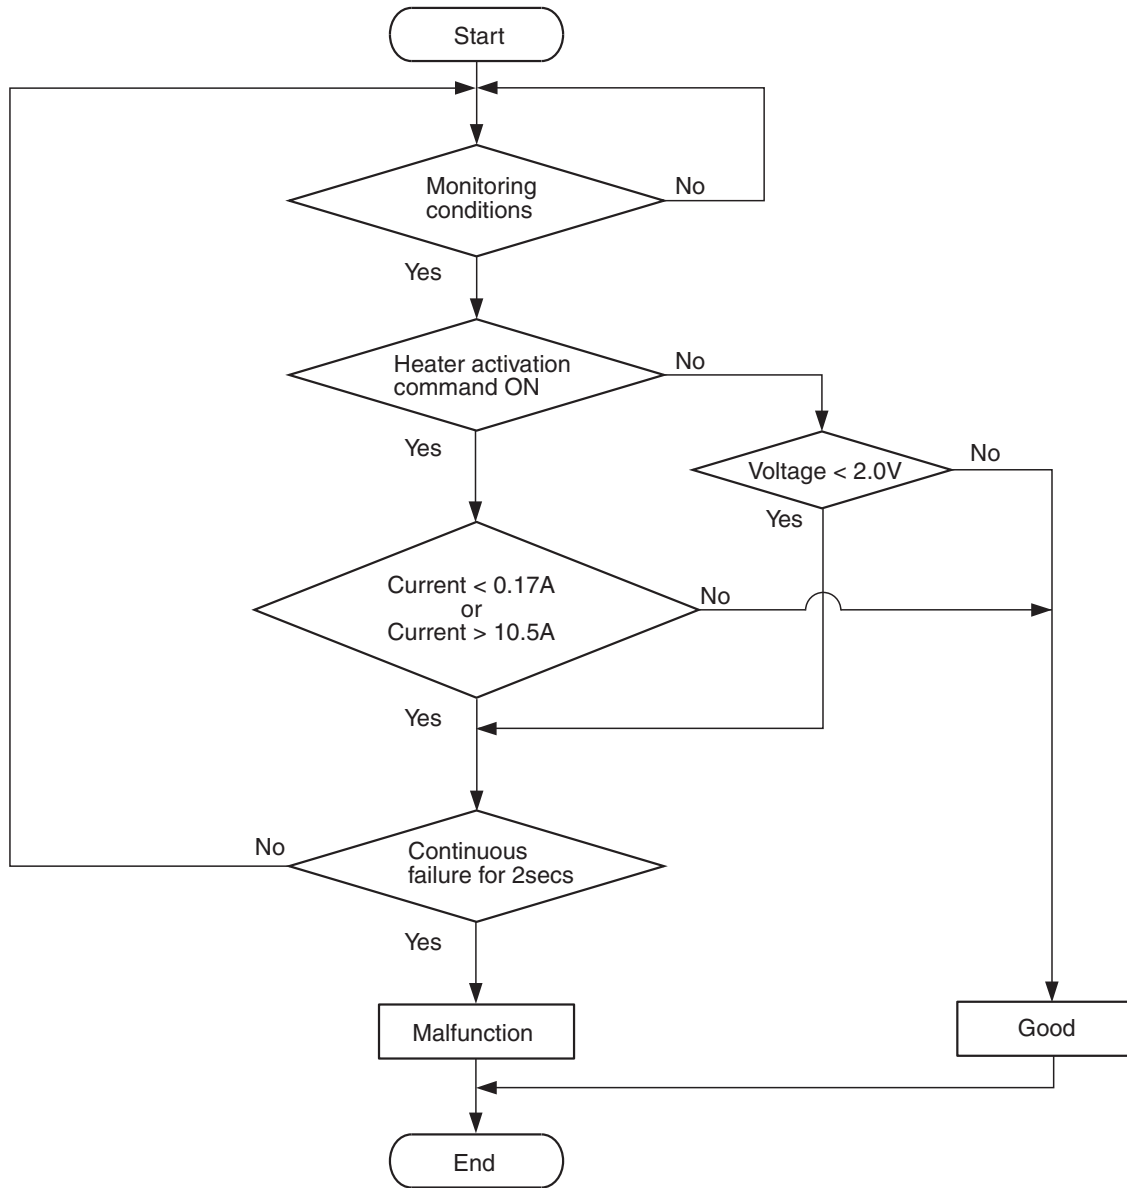 Start
Monitoring
conditions
No
Yes
Heater activation
command ON
No
Yes
Voltage < 2.0V
No
Yes
Current < 0.17A
or
Current > 10.5A
No
Yes
Continuous
failure for 2secs
No
Yes
Malfunction
Good
End